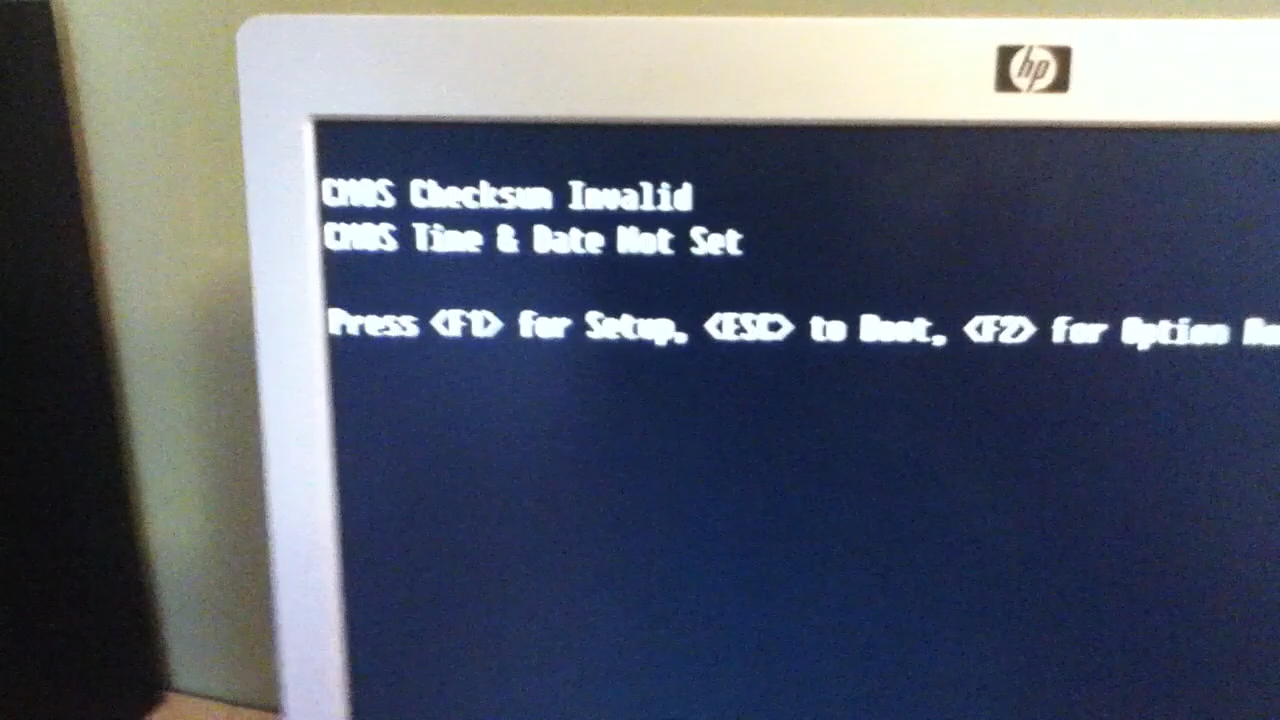 hp
CMOS Checksum Invalid
CMOS Time & Date Not Set
Press <F1> for Setup, <ESC> to Boot, <F2> for Option